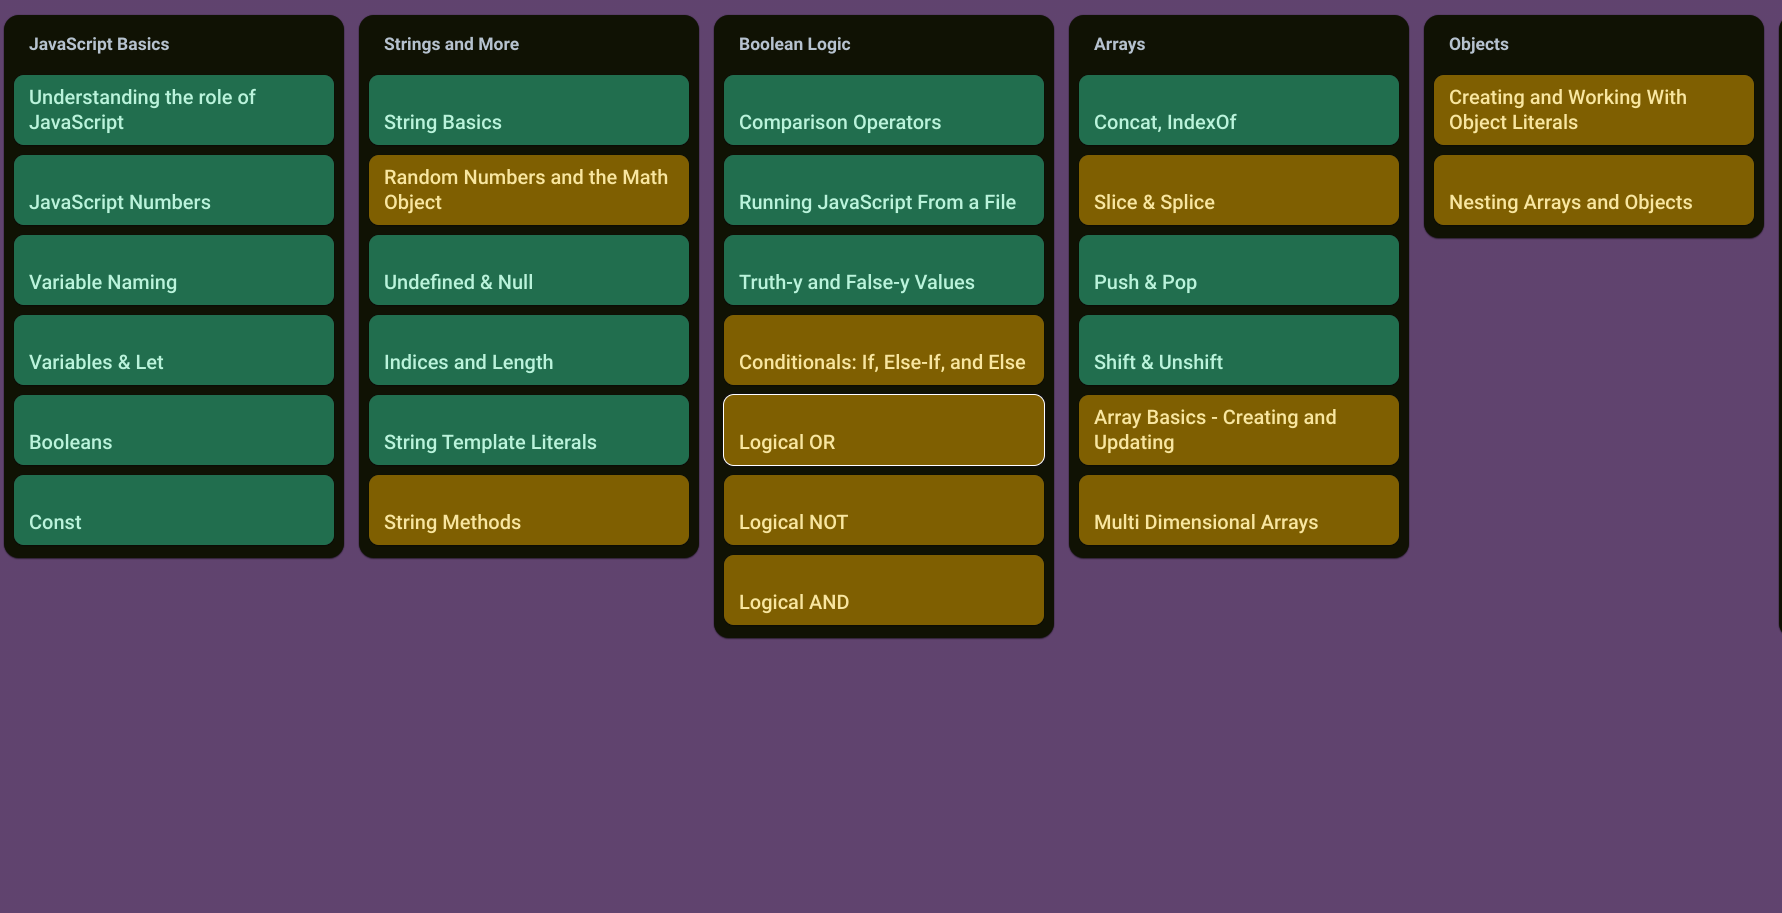 JavaScript Basics
Understanding the role of
JavaScript
JavaScript Numbers
Variable Naming
Variables & Let
Booleans
Const
Strings and More
String Basics
Random Numbers and the Math
Object
Undefined & Null
Indices and Length
String Template Literals
String Methods
Boolean Logic
Comparison Operators
Running JavaScript From a File
Truth-y and False-y Values
Conditionals: If, Else-If, and Else
Logical OR
Logical NOT
Logical AND
Arrays
Concat, IndexOf
Slice & Splice
Push & Pop
Shift & Unshift
Array Basics - Creating and
Updating
Multi Dimensional Arrays
Objects
Creating and Working With
Object Literals
Nesting Arrays and Objects